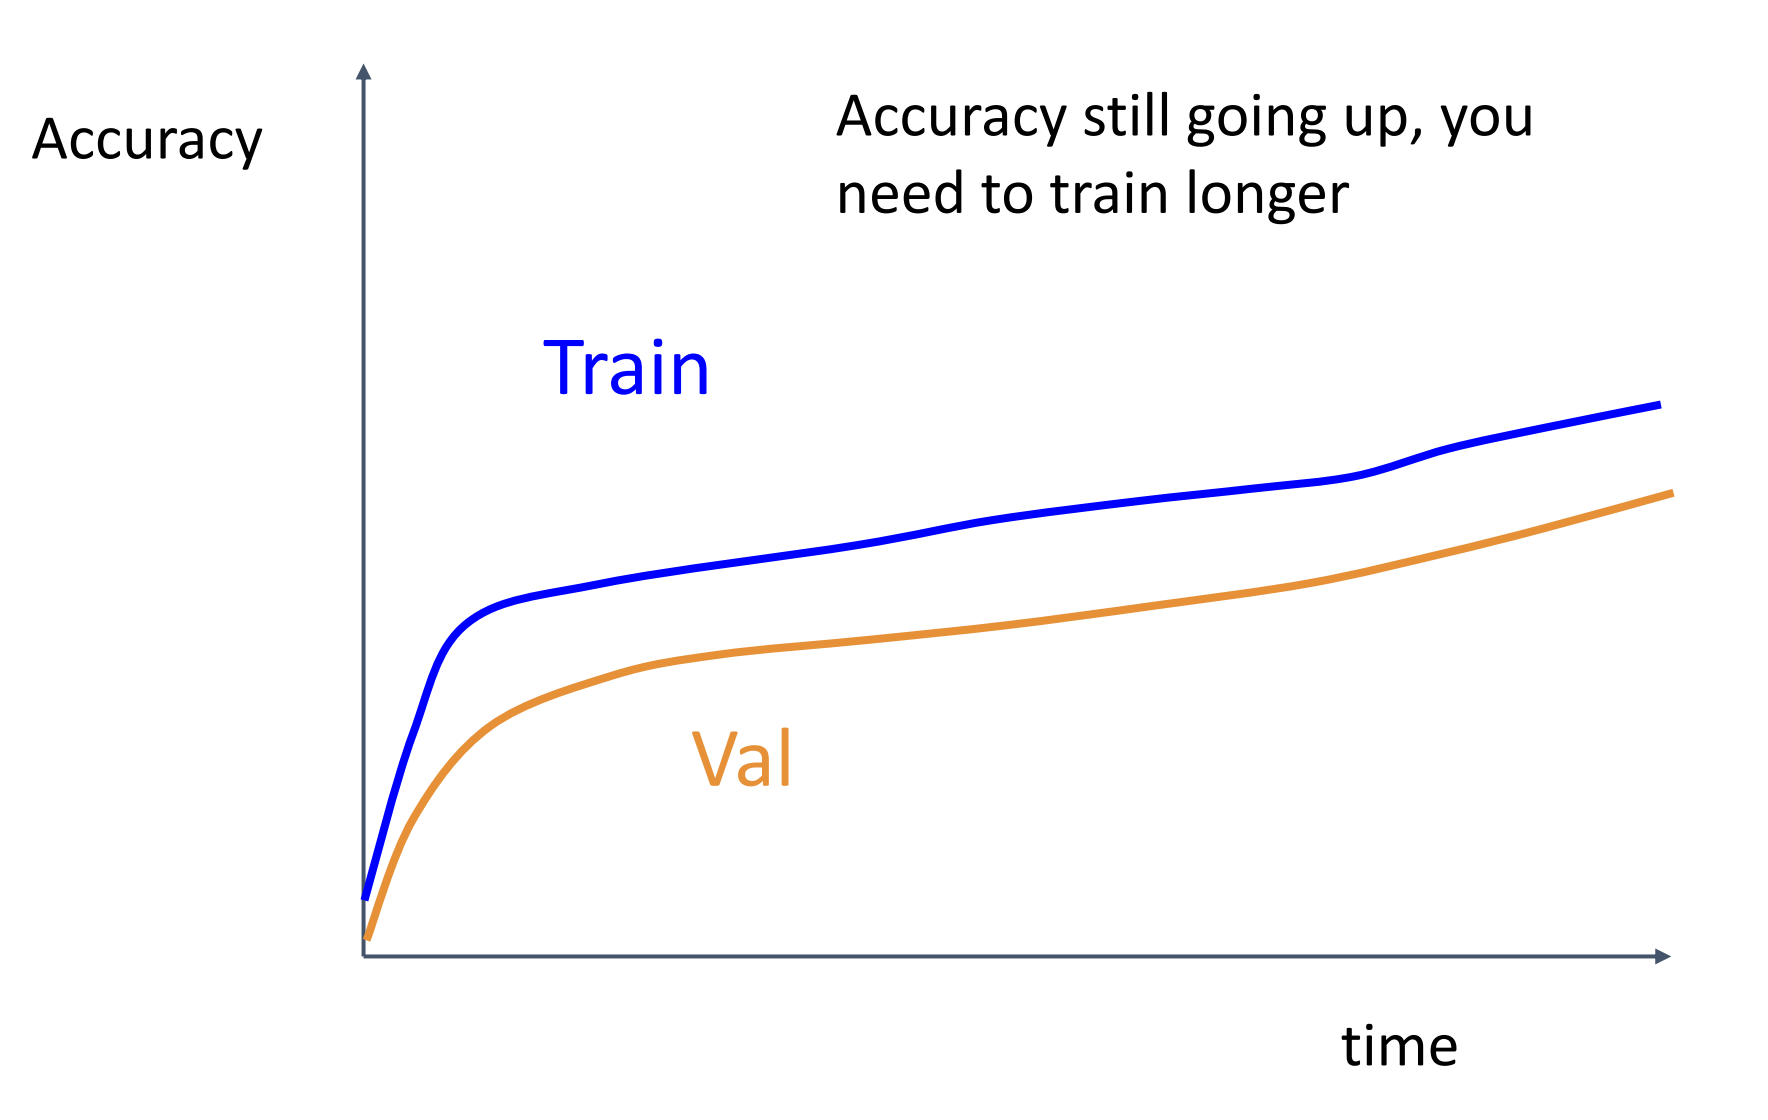 Accuracy
Accuracy still going up, you
need to train longer
Train
Val
time